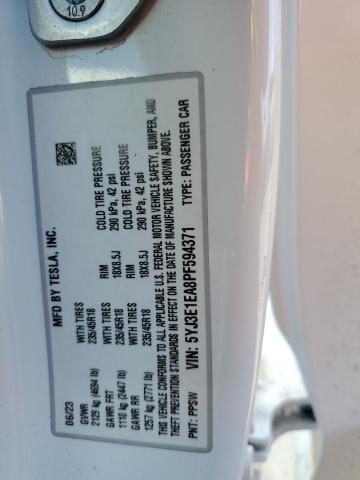 10.9
MFD BY TESLA, INC.
06/23
GVWR WITH TIRES RIM COLD TIRE PRESSURE
2129 kg (4694 lb) 235/45R18 18X8.5J 290 kPa, 42 psi
GAWR FRT WITH TIRES RIM COLD TIRE PRESSURE
1110 kg (2447 lb) 235/45R18 18X8.5J 290 kPa, 42 psi
GAWR RR WITH TIRES
1257 kg (2771 lb) 235/45R18
THIS VEHICLE CONFORMS TO ALL APPLICABLE U.S. FEDERAL MOTOR VEHICLE SAFETY, BUMPER, AND
THEFT PREVENTION STANDARDS IN EFFECT ON THE DATE OF MANUFACTURE SHOWN ABOVE.
VIN: 5YJ3E1EA8PF594371 TYPE: PASSENGER CAR
PNT: PPSW